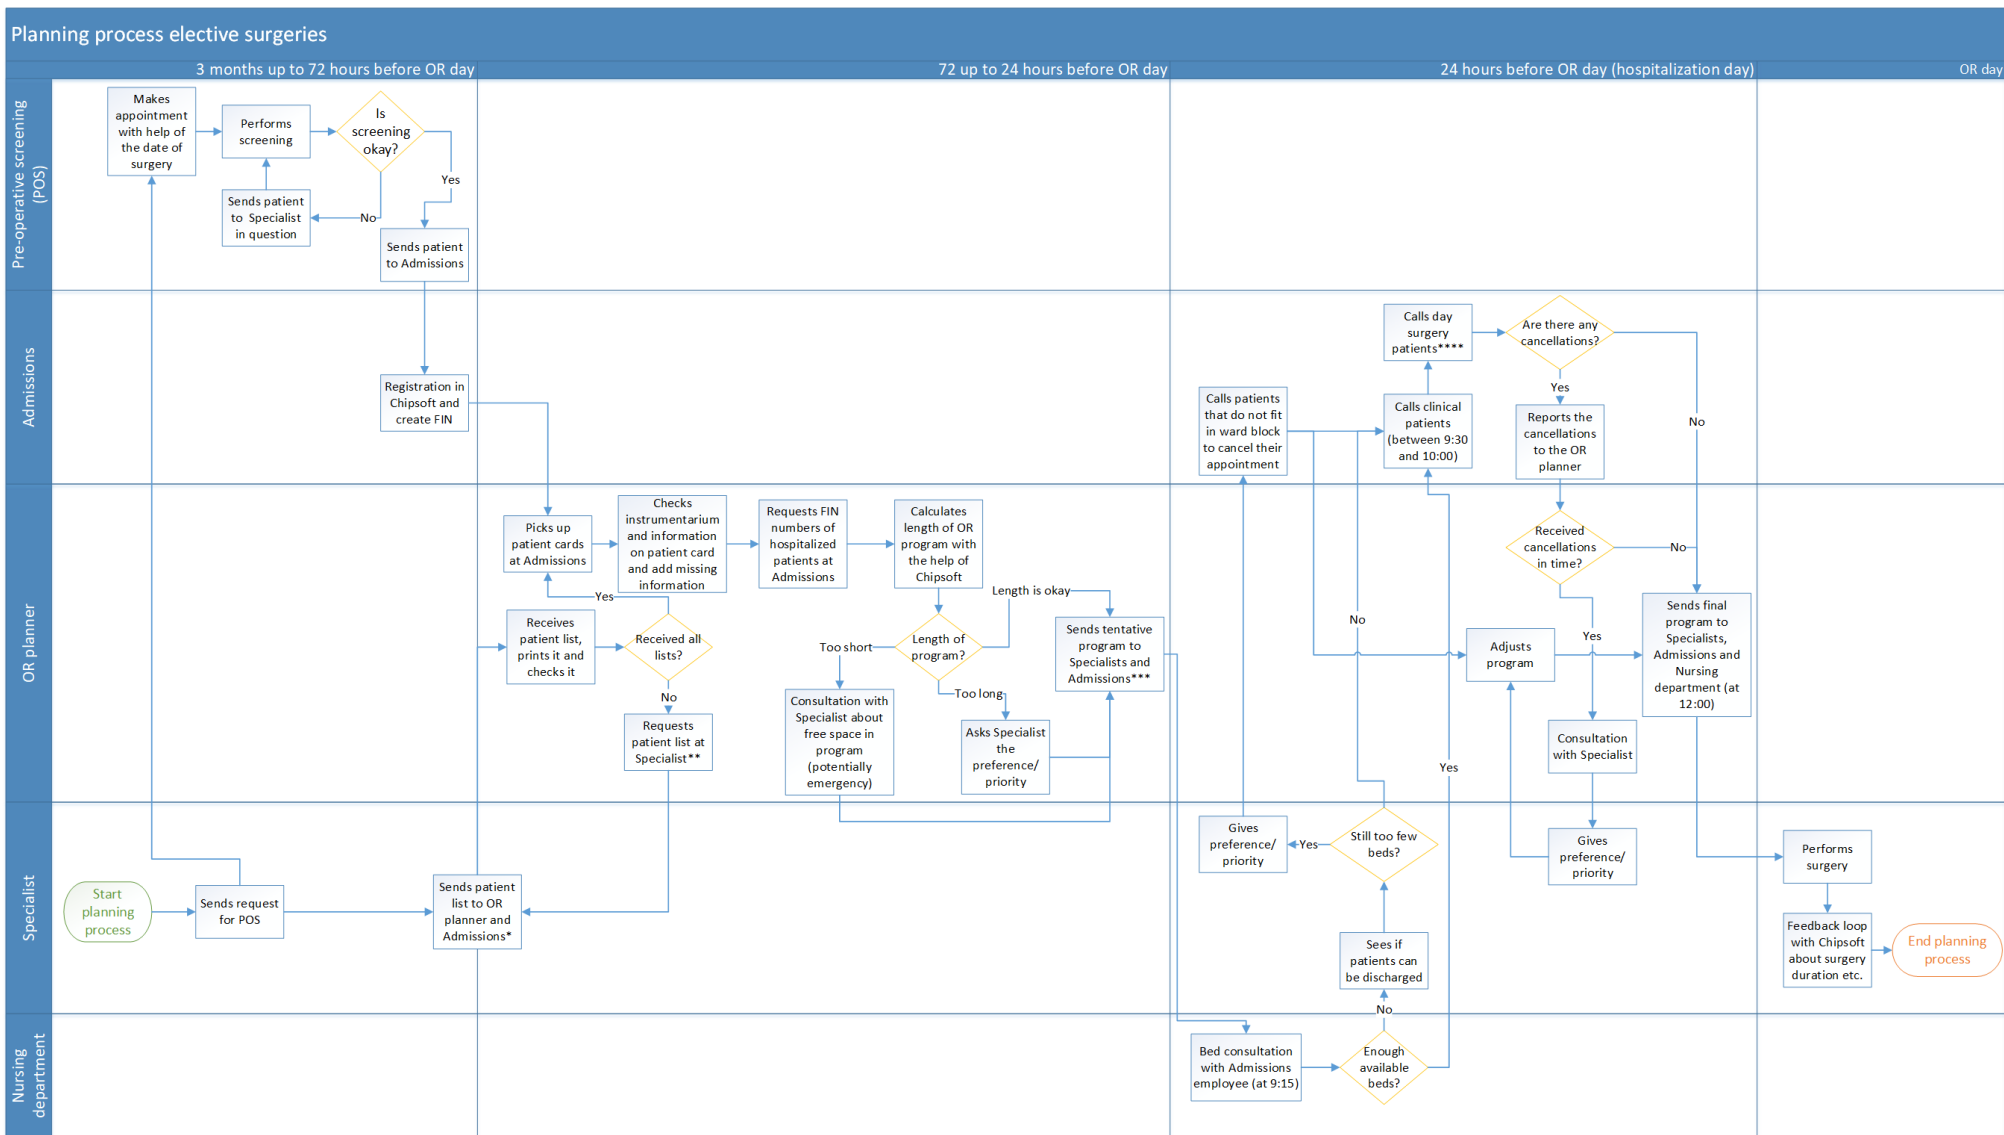 Planning process elective surgeries
3 months up to 72 hours before OR day
72 up to 24 hours before OR day
24 hours before OR day (hospitalization day)
OR day
Pre-operative screening
(POS)
Makes
appointment
with help of
the date of
surgery
Performs
screening
Is
screening
okay?
Yes
No
Sends patient
to Specialist
in question
Sends patient
to Admissions
Admissions
Registration in
Chipsoft and
create FIN
Calls patients
that do not fit
in ward block
to cancel their
appointment
Calls day
surgery
patients****
Calls clinical
patients
(between 9:30
and 10:00)
Are there any
cancellations?
Yes
No
Reports the
cancellations
to the OR
planner
OR planner
Picks up
patient cards
at Admissions
Checks
instrumentarium
and information
on patient card
and add missing
information
Requests FIN
numbers of
hospitalized
patients at
Admissions
Calculates
length of OR
program with
the help of
Chipsoft
Yes
Receives
patient list,
prints it and
checks it
Received all
lists?
No
Requests
patient list at
Specialist**
Length of
program?
Too short
Length is okay
Too long
Consultation with
Specialist about
free space in
program
(potentially
emergency)
Asks Specialist
the
preference/
priority
Sends tentative
program to
Specialists and
Admissions***
No
Yes
Received
cancellations
in time?
No
Yes
Adjusts
program
Consultation
with Specialist
Sends final
program to
Specialists,
Admissions and
Nursing
department (at
12:00)
Specialist
Start
planning
process
Sends request
for POS
Sends patient
list to OR
planner and
Admissions*
Gives
preference/
priority
Yes
Still too few
beds?
Sees if
patients can
be discharged
Gives
preference/
priority
Performs
surgery
Feedback loop
with Chipsoft
about surgery
duration etc.
End planning
process
Nursing
department
Bed consultation
with Admissions
employee (at 9:15)
No
Enough
available
beds?